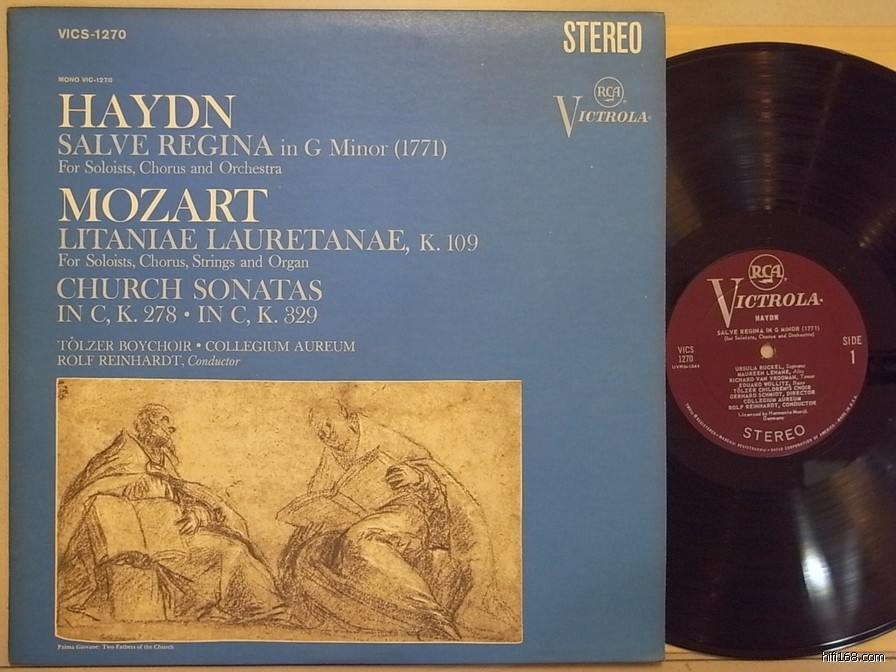 VICS-1270
STEREO
MONO VIC-1270
RCA
VICTROLA
HAYDN
SALVE REGINA in G Minor (1771)
For Soloists, Chorus and Orchestra
MOZART
LITANIAE LAURETANAE, K. 109
For Soloists, Chorus, Strings and Organ
CHURCH SONATAS
IN C, K. 278 • IN C, K. 329
TÖLZER BOYCHOIR • COLLEGIUM AUREUM
ROLF REINHARDT, Conductor
Palma Giovane: Two Fathers of the Church
RCA
VICTROLA
HAYDN
SALVE REGINA IN G MINOR (1771)
(for Soloists, Chorus and Orchestra)
VICS
1270
SIDE
1
URSULA BUCKEL, Soprano
MAUREEN LEHANE, Alto
RICHARD VAN VROOMAN, Tenor
EDUARD WOLLITZ, Bass
TÖLZER CHILDREN'S CHOIR
GERHARD SCHMIDT, DIRECTOR
COLLEGIUM AUREUM
ROLF REINHARDT, CONDUCTOR
Licensed by Harmonia Mundi,
Germany
STEREO
hifi168.com